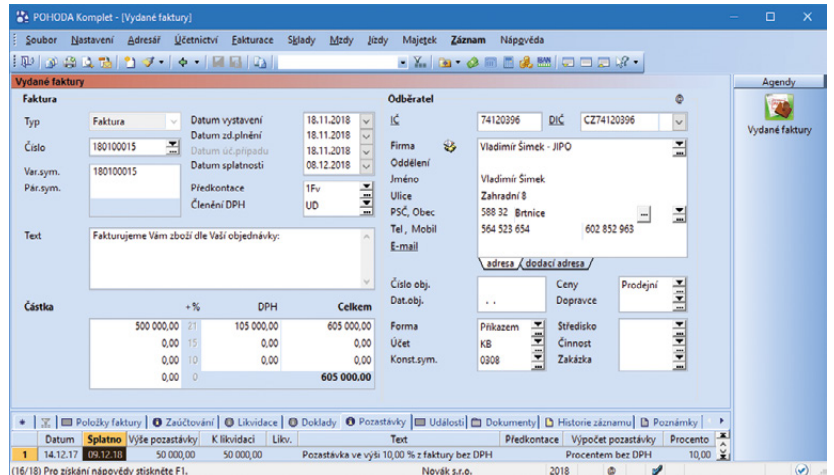 POHODA Komplet - [Vydané faktury]
Soubor Nastavení Adresář Účetnictví Fakturace Sklady Mzdy Jízdy Majetek Záznam Nápověda
Vydané faktury
Agendy
Vydané faktury
Faktura
Typ Faktura
Číslo 180100015
Var.sym. 180100015
Pár.sym.
Datum vystavení 18.11.2018
Datum zd.plnění 18.11.2018
Datum úč.případu 18.11.2018
Datum splatnosti 08.12.2018
Předkontace 1Fv
Členění DPH UD
Text Fakturujeme Vám zboží dle Vaší objednávky:
Částka +% DPH Celkem
500 000,00 21 105 000,00 605 000,00
0,00 15 0,00 0,00
0,00 10 0,00 0,00
0,00 0 605 000.00
Odběratel
IČ 74120396 DIČ CZ74120396
Firma Vladimír Šimek - JIPO
Oddělení
Jméno Vladimír Šimek
Ulice Zahradní 8
PSČ, Obec 588 32 Brtnice
Tel , Mobil 564 523 654 602 852 963
E-mail
adresa dodací adresa
Číslo obj. Ceny Prodejní
Dat.obj. . . Dopravce
Forma Příkazem Středisko
Účet KB Činnost
Konst.sym. 0308 Zakázka
Položky faktury Zaúčtování Likvidace Doklady Pozastávky Události Dokumenty Historie záznamu Poznámky
Datum Splatno Výše pozastávky K likvidaci Likv. Text Předkontace Výpočet pozastávky Procento
1 14.12.17 09.12.18 50 000,00 50 000,00 Pozastávka ve výši 10,00 % z faktury bez DPH Procentem bez DPH 10,00
(16/18) Pro získání nápovědy stiskněte F1. Novák s.r.o. 2018 @